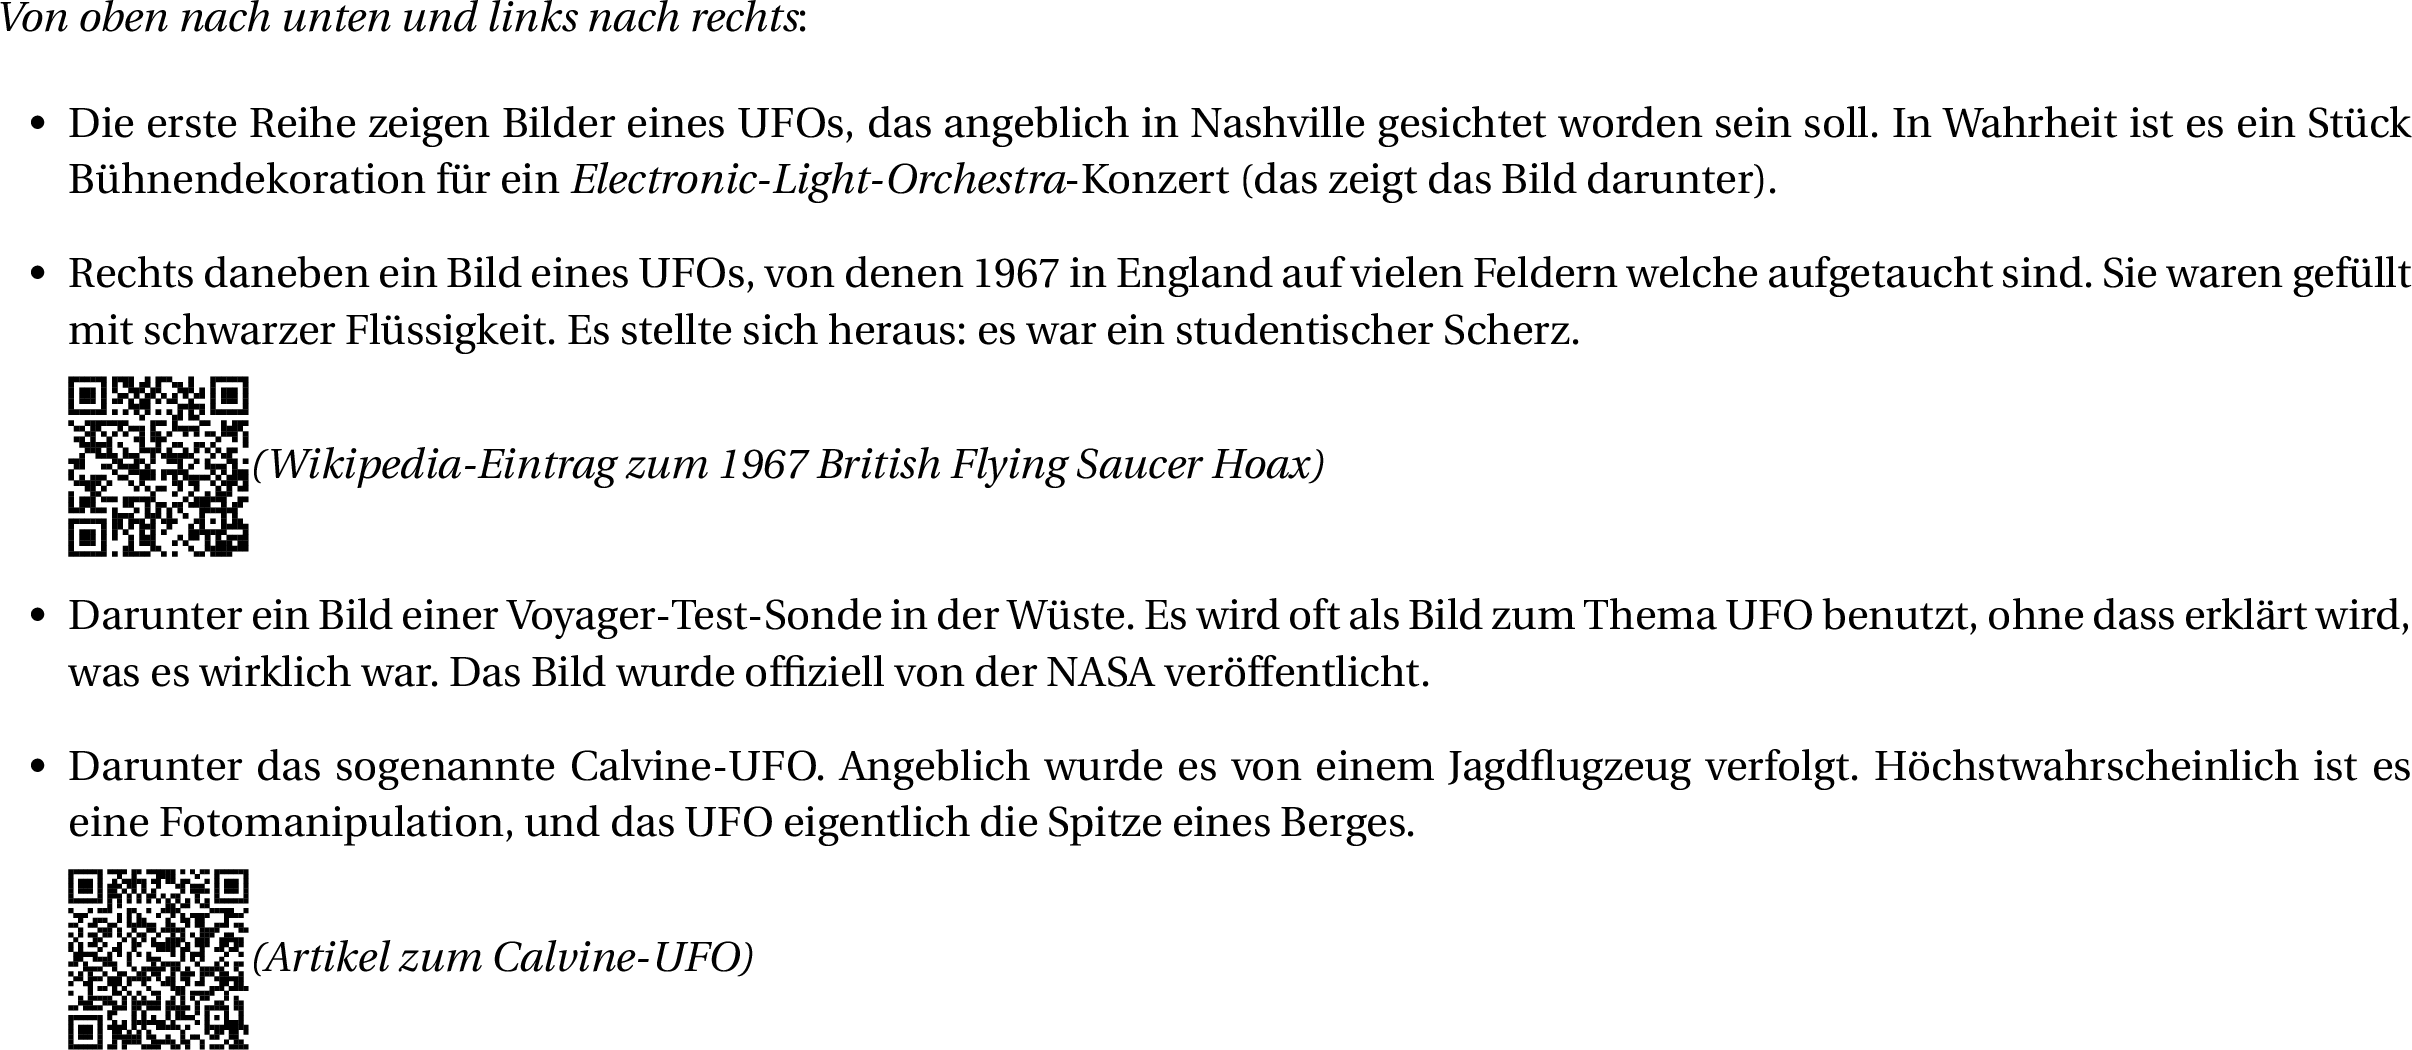 Von oben nach unten und links nach rechts:
• Die erste Reihe zeigen Bilder eines UFOs, das angeblich in Nashville gesichtet worden sein soll. In Wahrheit ist es ein Stück
Bühnendekoration für ein Electronic-Light-Orchestra-Konzert (das zeigt das Bild darunter).
• Rechts daneben ein Bild eines UFOs, von denen 1967 in England auf vielen Feldern welche aufgetaucht sind. Sie waren gefüllt
mit schwarzer Flüssigkeit. Es stellte sich heraus: es war ein studentischer Scherz.
(Wikipedia-Eintrag zum 1967 British Flying Saucer Hoax)
• Darunter ein Bild einer Voyager-Test-Sonde in der Wüste. Es wird oft als Bild zum Thema UFO benutzt, ohne dass erklärt wird,
was es wirklich war. Das Bild wurde offiziell von der NASA veröffentlicht.
• Darunter das sogenannte Calvine-UFO. Angeblich wurde es von einem Jagdflugzeug verfolgt. Höchstwahrscheinlich ist es
eine Fotomanipulation, und das UFO eigentlich die Spitze eines Berges.
(Artikel zum Calvine-UFO)